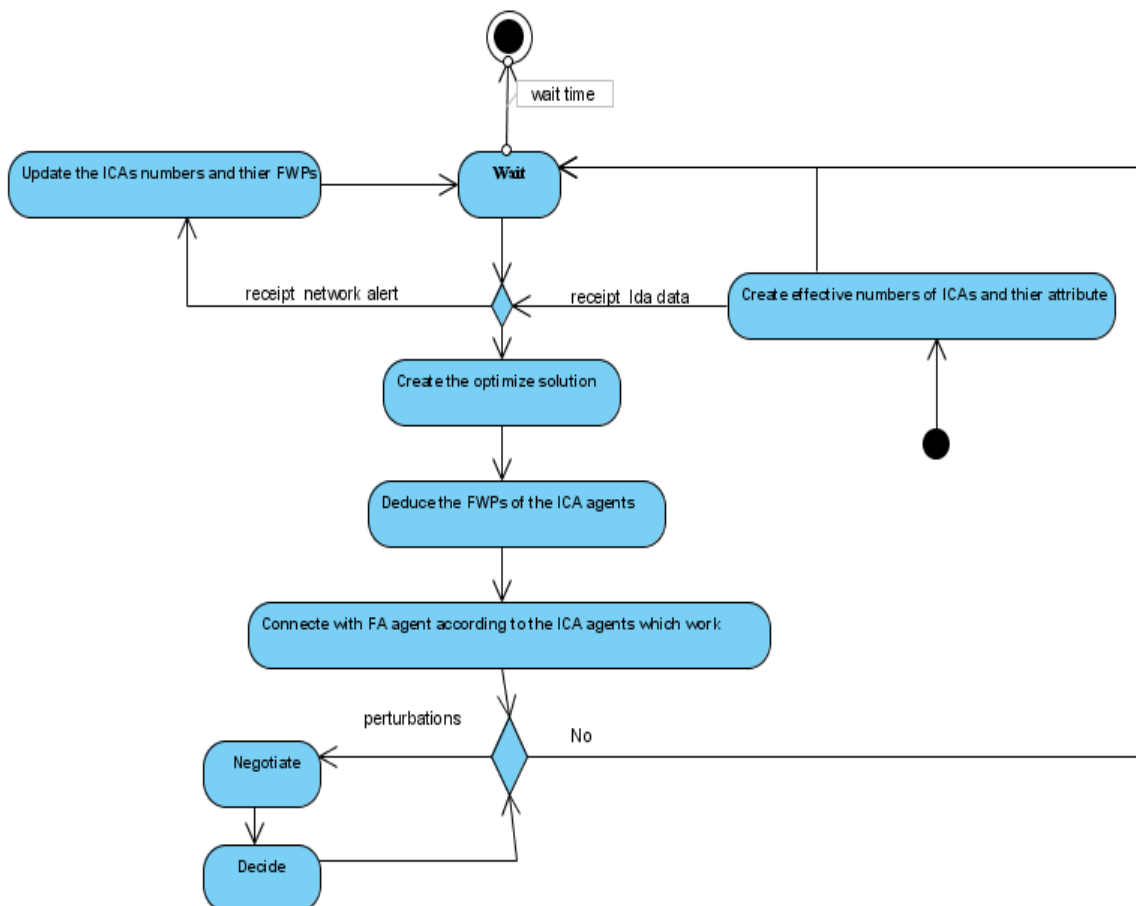 wait time
Update the ICAs numbers and thier FWPs
Wait
receipt network alert
receipt Ida data
Create effective numbers of ICAs and thier attribute
Create the optimize solution
Deduce the FWPs of the ICA agents
Connecte with FA agent according to the ICA agents which work
perturbations
No
Negotiate
Decide